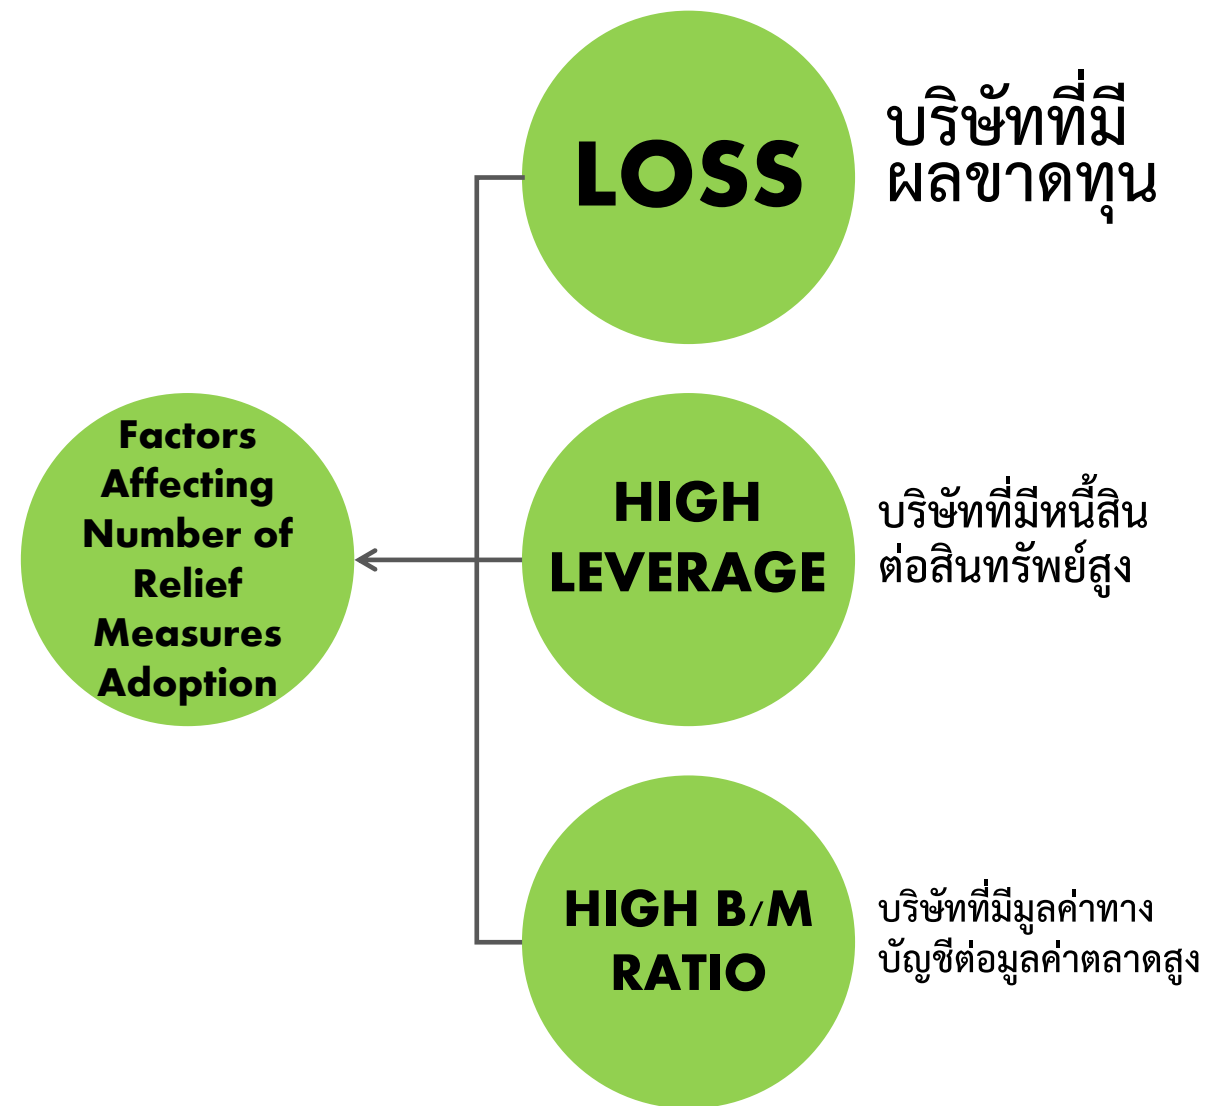 LOSS
บริษัทที่มี
ผลขาดทุน
Factors
Affecting
Number of
Relief
Measures
Adoption
HIGH
LEVERAGE
บริษัทที่มีหนี้สิน
ต่อสินทรัพย์สูง
HIGH B/M
RATIO
บริษัทที่มีมูลค่าทาง
บัญชีต่อมูลค่าตลาดสูง